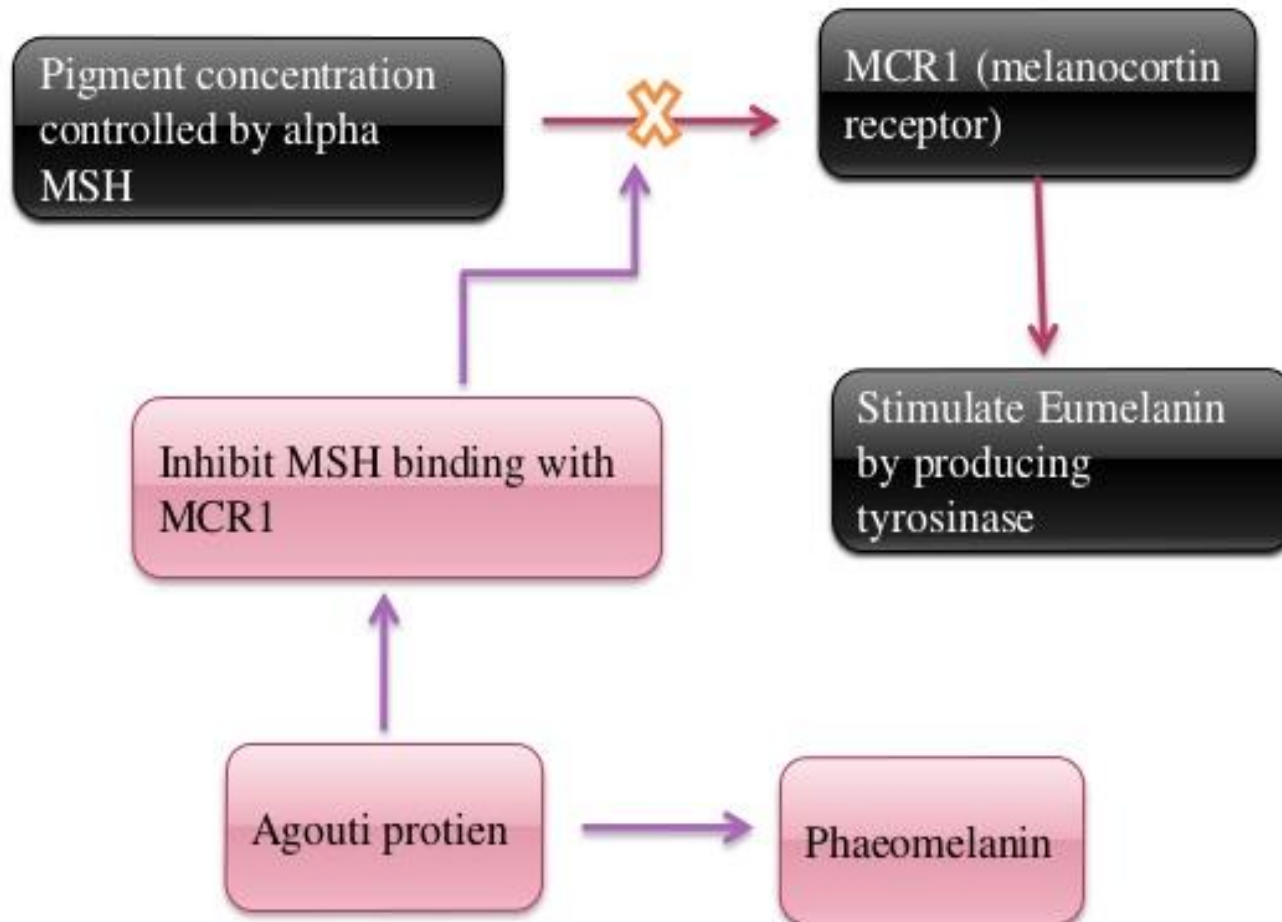 Pigment concentration
controlled by alpha
MSH
MCR1 (melanocortin
receptor)
Inhibit MSH binding with
MCR1
Stimulate Eumelanin
by producing
tyrosinase
Agouti protien
Phaeomelanin